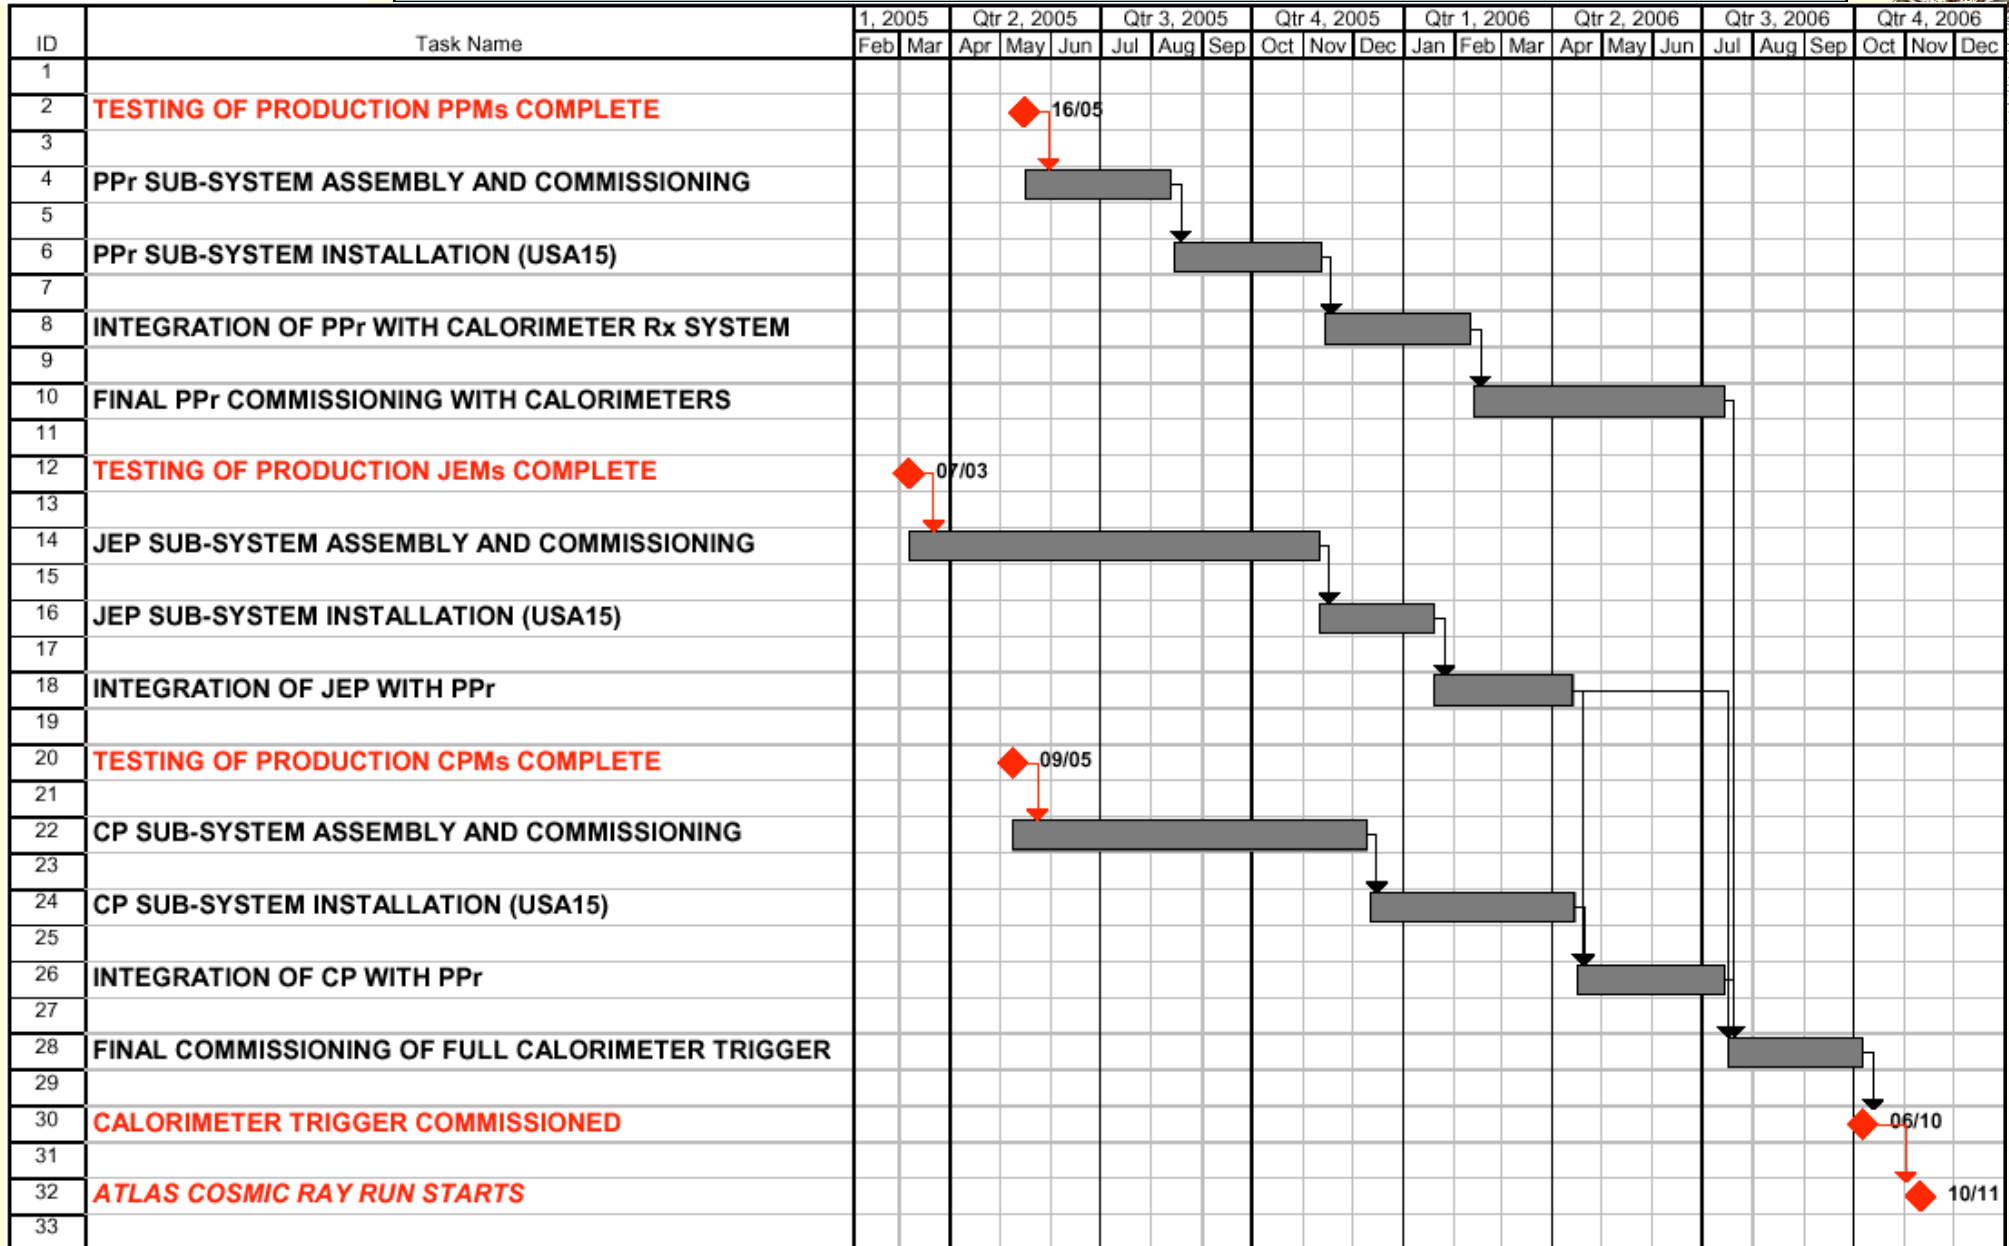 1, 2005 Qtr 2, 2005 Qtr 3, 2005 Qtr 4, 2005 Qtr 1, 2006 Qtr 2, 2006 Qtr 3, 2006 Qtr 4, 2006
ID Task Name Feb Mar Apr May Jun Jul Aug Sep Oct Nov Dec Jan Feb Mar Apr May Jun Jul Aug Sep Oct Nov Dec
1
2 TESTING OF PRODUCTION PPMs COMPLETE 16/05
3
4 PPr SUB-SYSTEM ASSEMBLY AND COMMISSIONING
5
6 PPr SUB-SYSTEM INSTALLATION (USA15)
7
8 INTEGRATION OF PPr WITH CALORIMETER Rx SYSTEM
9
10 FINAL PPr COMMISSIONING WITH CALORIMETERS
11
12 TESTING OF PRODUCTION JEMs COMPLETE 07/03
13
14 JEP SUB-SYSTEM ASSEMBLY AND COMMISSIONING
15
16 JEP SUB-SYSTEM INSTALLATION (USA15)
17
18 INTEGRATION OF JEP WITH PPr
19
20 TESTING OF PRODUCTION CPMs COMPLETE 09/05
21
22 CP SUB-SYSTEM ASSEMBLY AND COMMISSIONING
23
24 CP SUB-SYSTEM INSTALLATION (USA15)
25
26 INTEGRATION OF CP WITH PPr
27
28 FINAL COMMISSIONING OF FULL CALORIMETER TRIGGER
29
30 CALORIMETER TRIGGER COMMISSIONED 06/10
31
32 ATLAS COSMIC RAY RUN STARTS 10/11
33